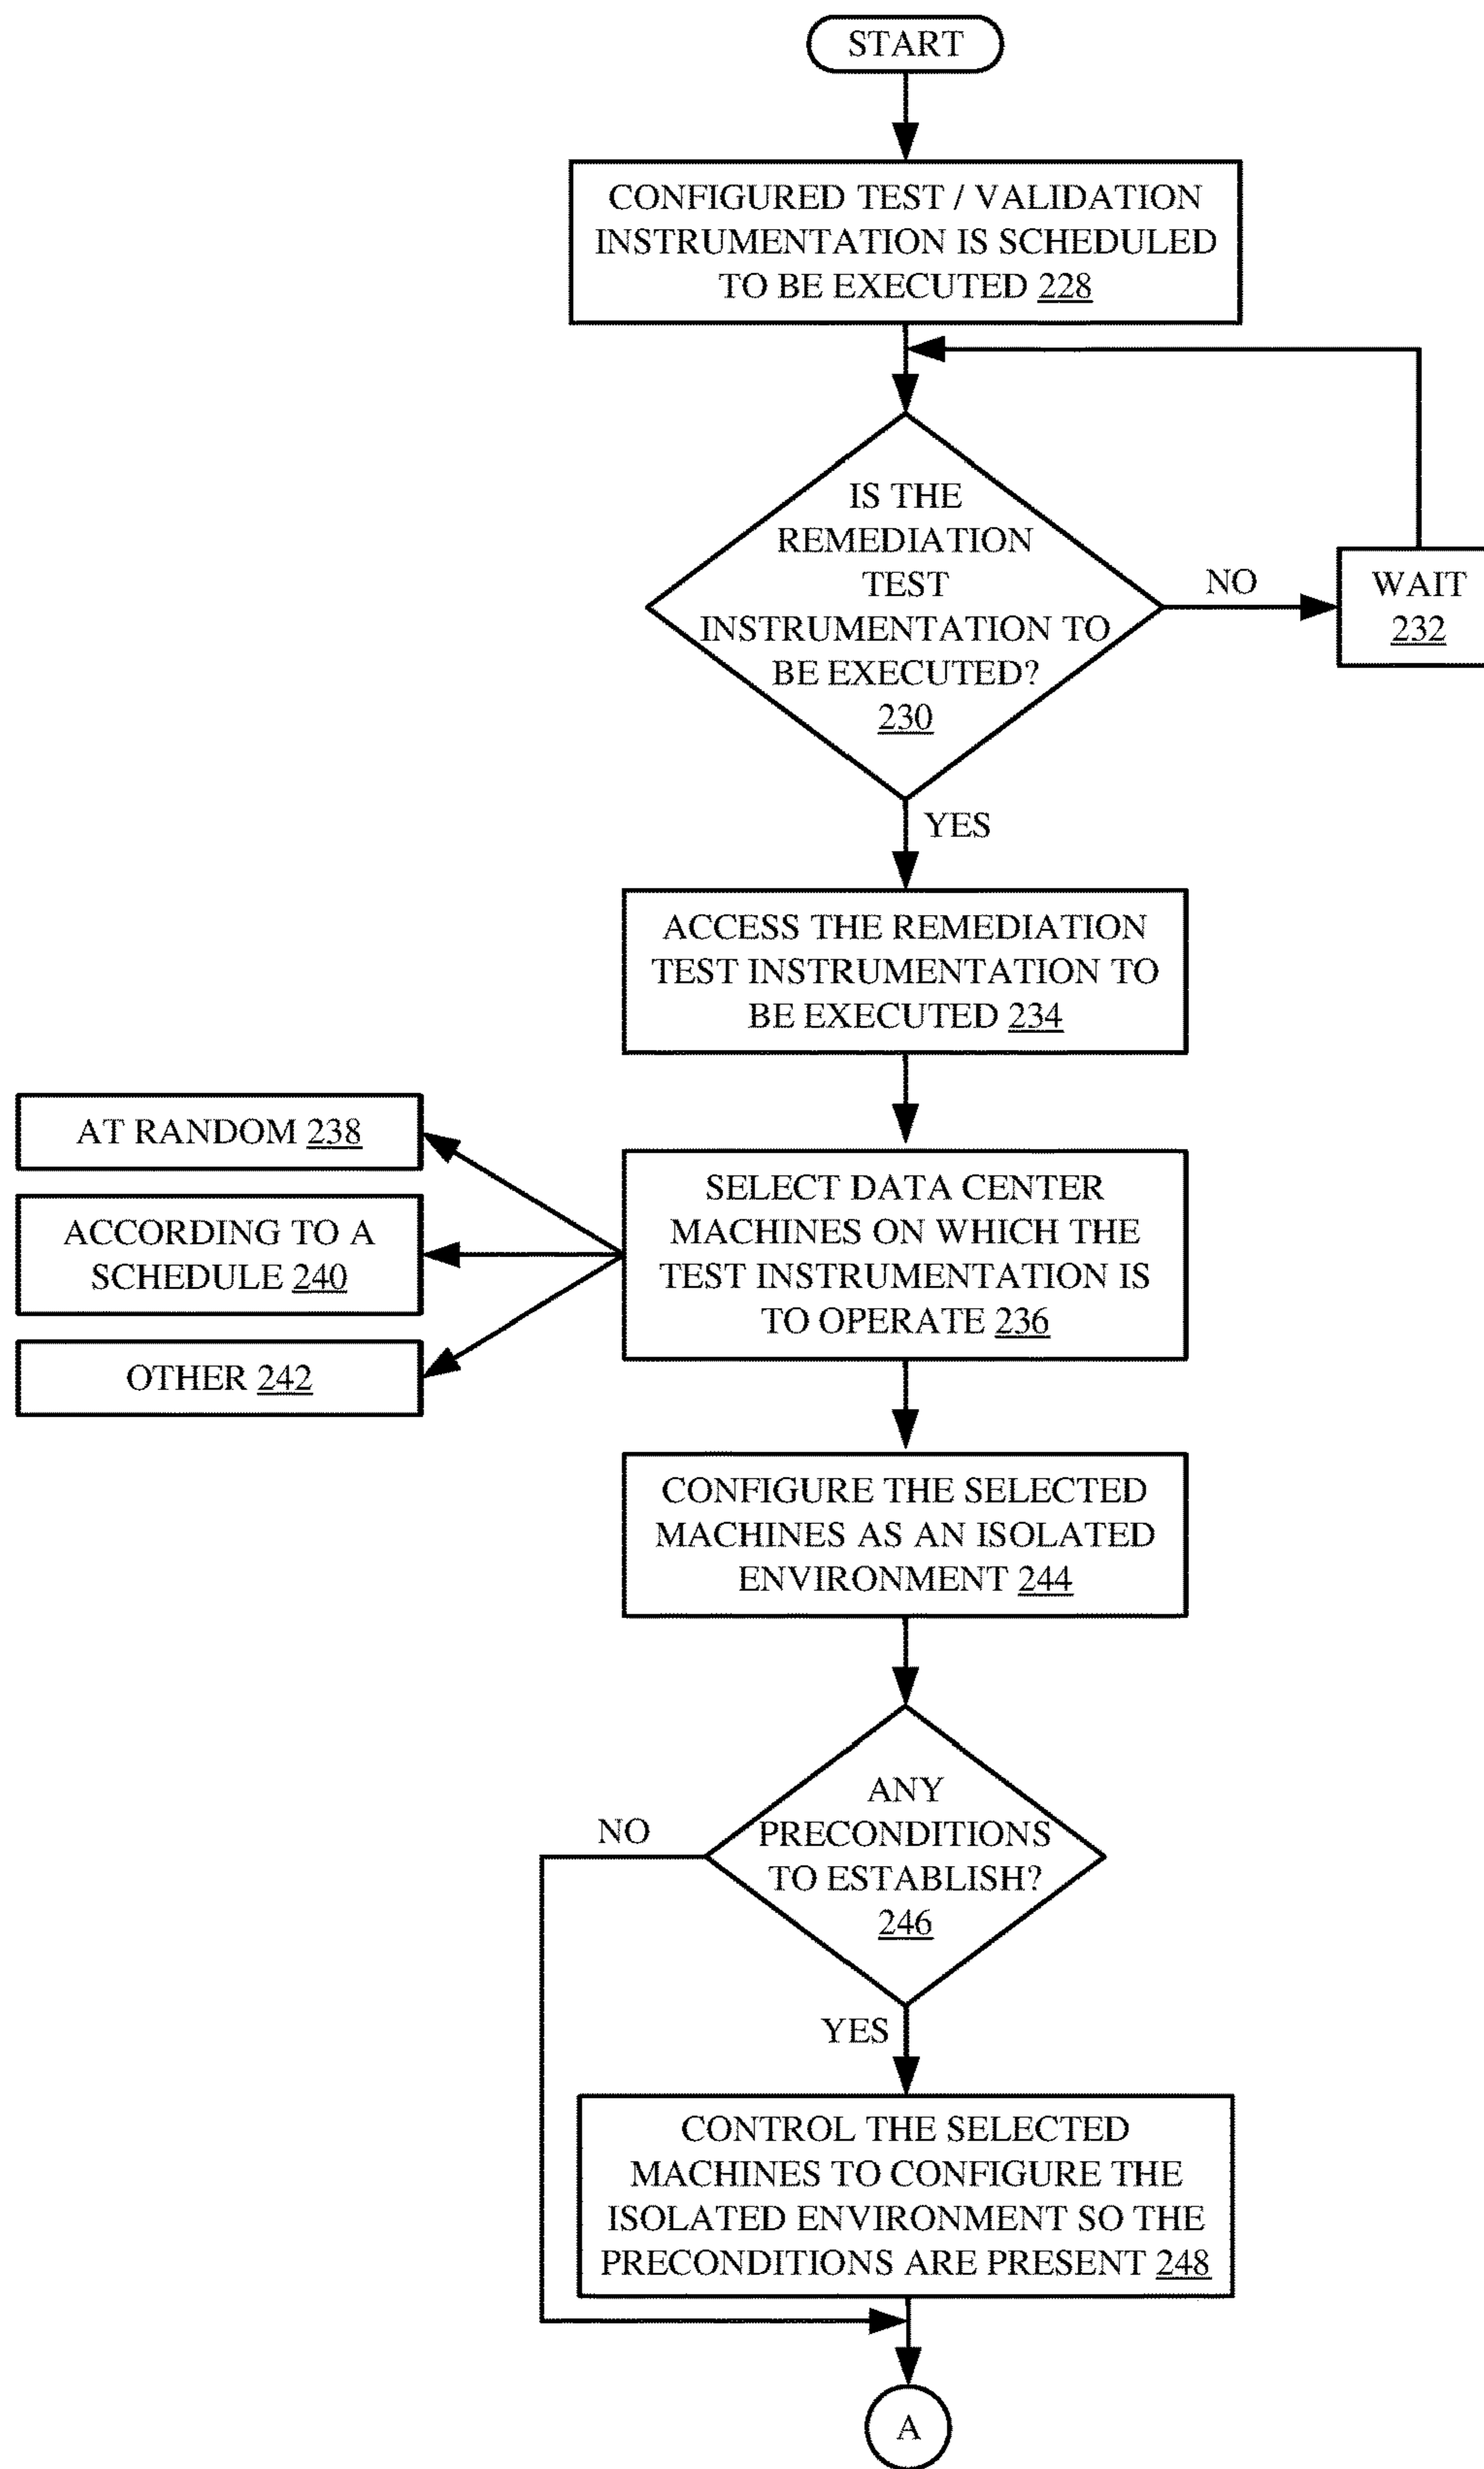 START
CONFIGURED TEST / VALIDATION
INSTRUMENTATION IS SCHEDULED
TO BE EXECUTED 228
IS THE
REMEDIATION
TEST
INSTRUMENTATION TO
BE EXECUTED?
230
NO
WAIT
232
YES
ACCESS THE REMEDIATION
TEST INSTRUMENTATION TO
BE EXECUTED 234
SELECT DATA CENTER
MACHINES ON WHICH THE
TEST INSTRUMENTATION IS
TO OPERATE 236
AT RANDOM 238
ACCORDING TO A
SCHEDULE 240
OTHER 242
CONFIGURE THE SELECTED
MACHINES AS AN ISOLATED
ENVIRONMENT 244
ANY
PRECONDITIONS
TO ESTABLISH?
246
NO
YES
CONTROL THE SELECTED
MACHINES TO CONFIGURE THE
ISOLATED ENVIRONMENT SO THE
PRECONDITIONS ARE PRESENT 248
A